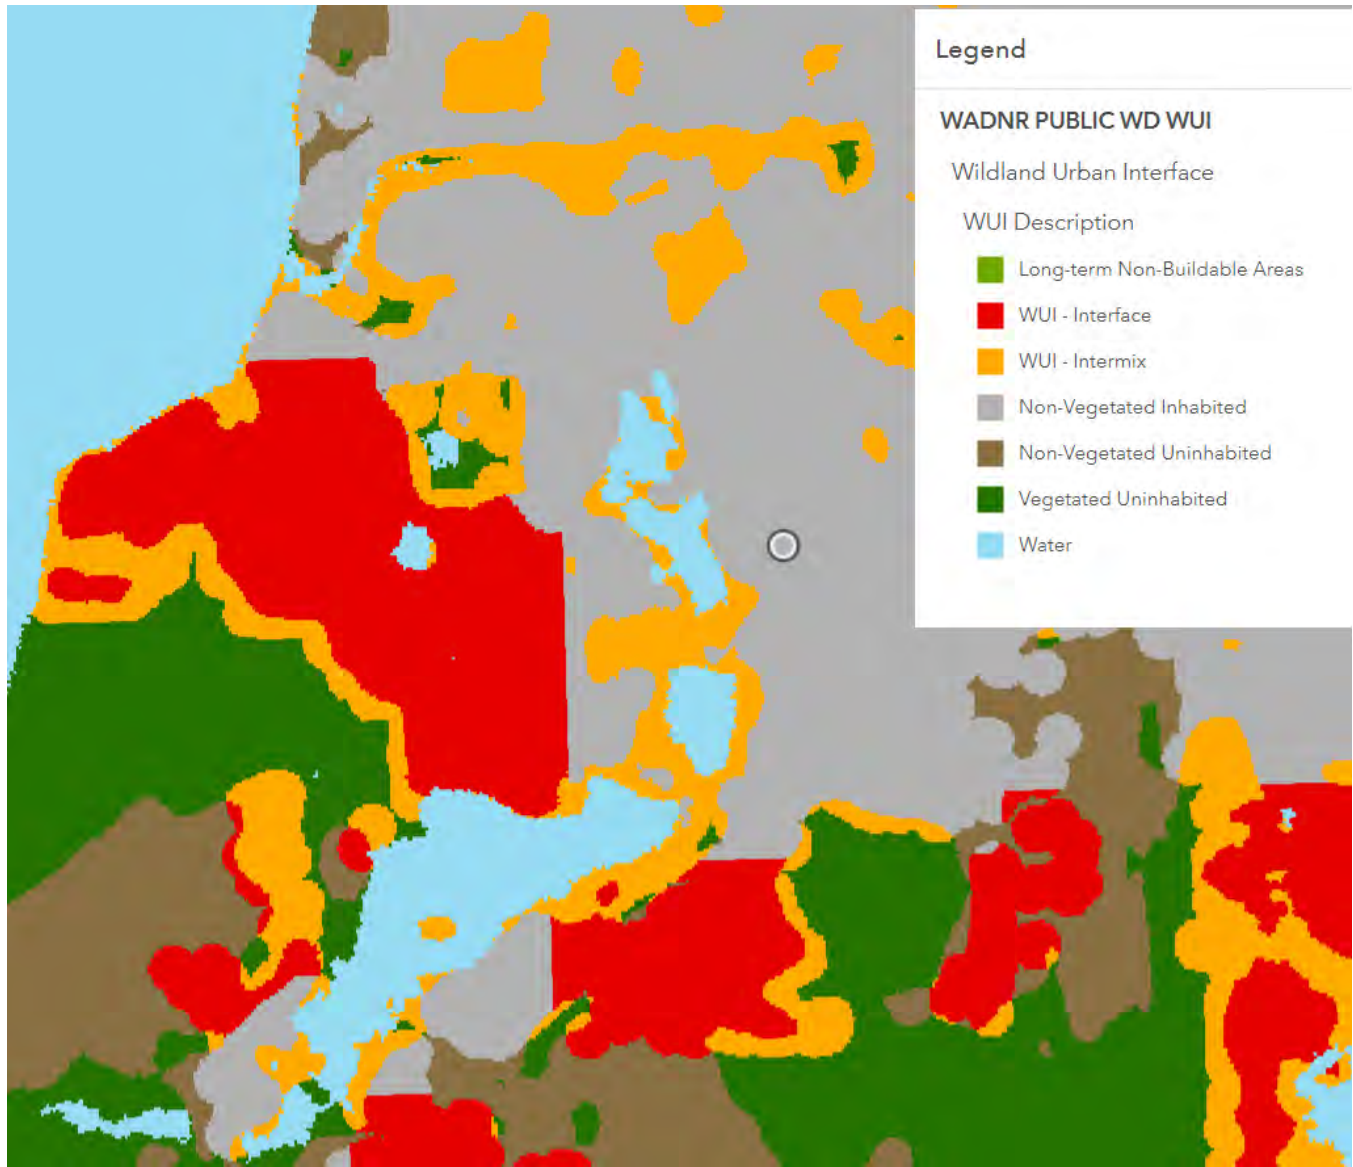 Legend
WADNR PUBLIC WD WUI
Wildland Urban Interface
WUI Description
Long-term Non-Buildable Areas
WUI - Interface
WUI - Intermix
Non-Vegetated Inhabited
Non-Vegetated Uninhabited
Vegetated Uninhabited
Water